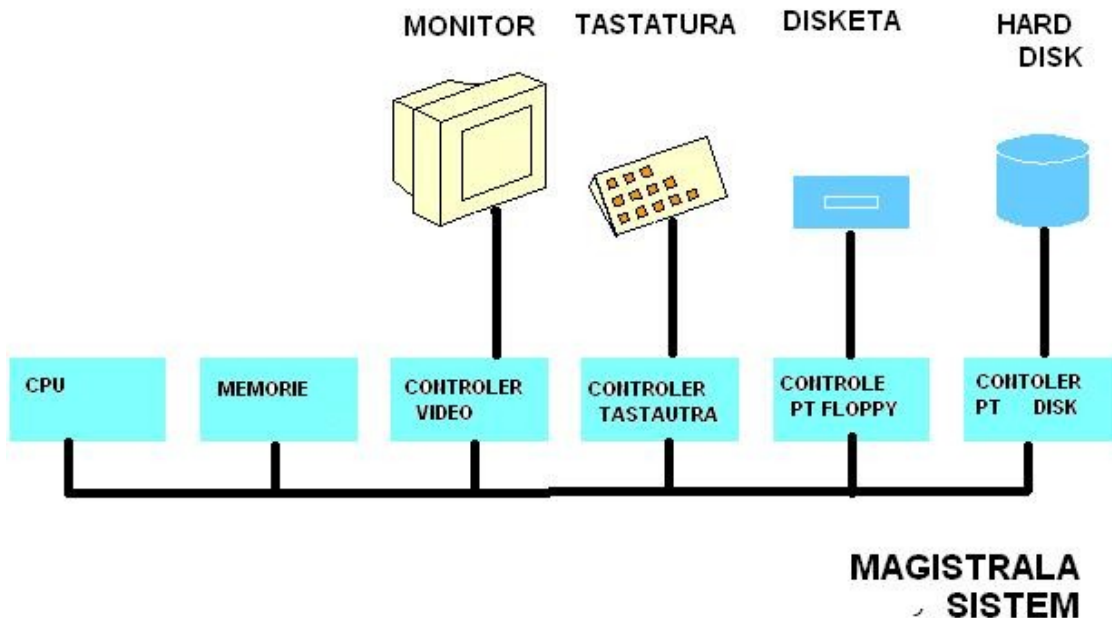 MONITOR
TASTATURA
DISKETA
HARD
DISK
CPU
MEMORIE
CONTROLER
VIDEO
CONTROLER
TASTAUTRA
CONTROLE
PT FLOPPY
CONTOLER
PT DISK
MAGISTRALA
SISTEM